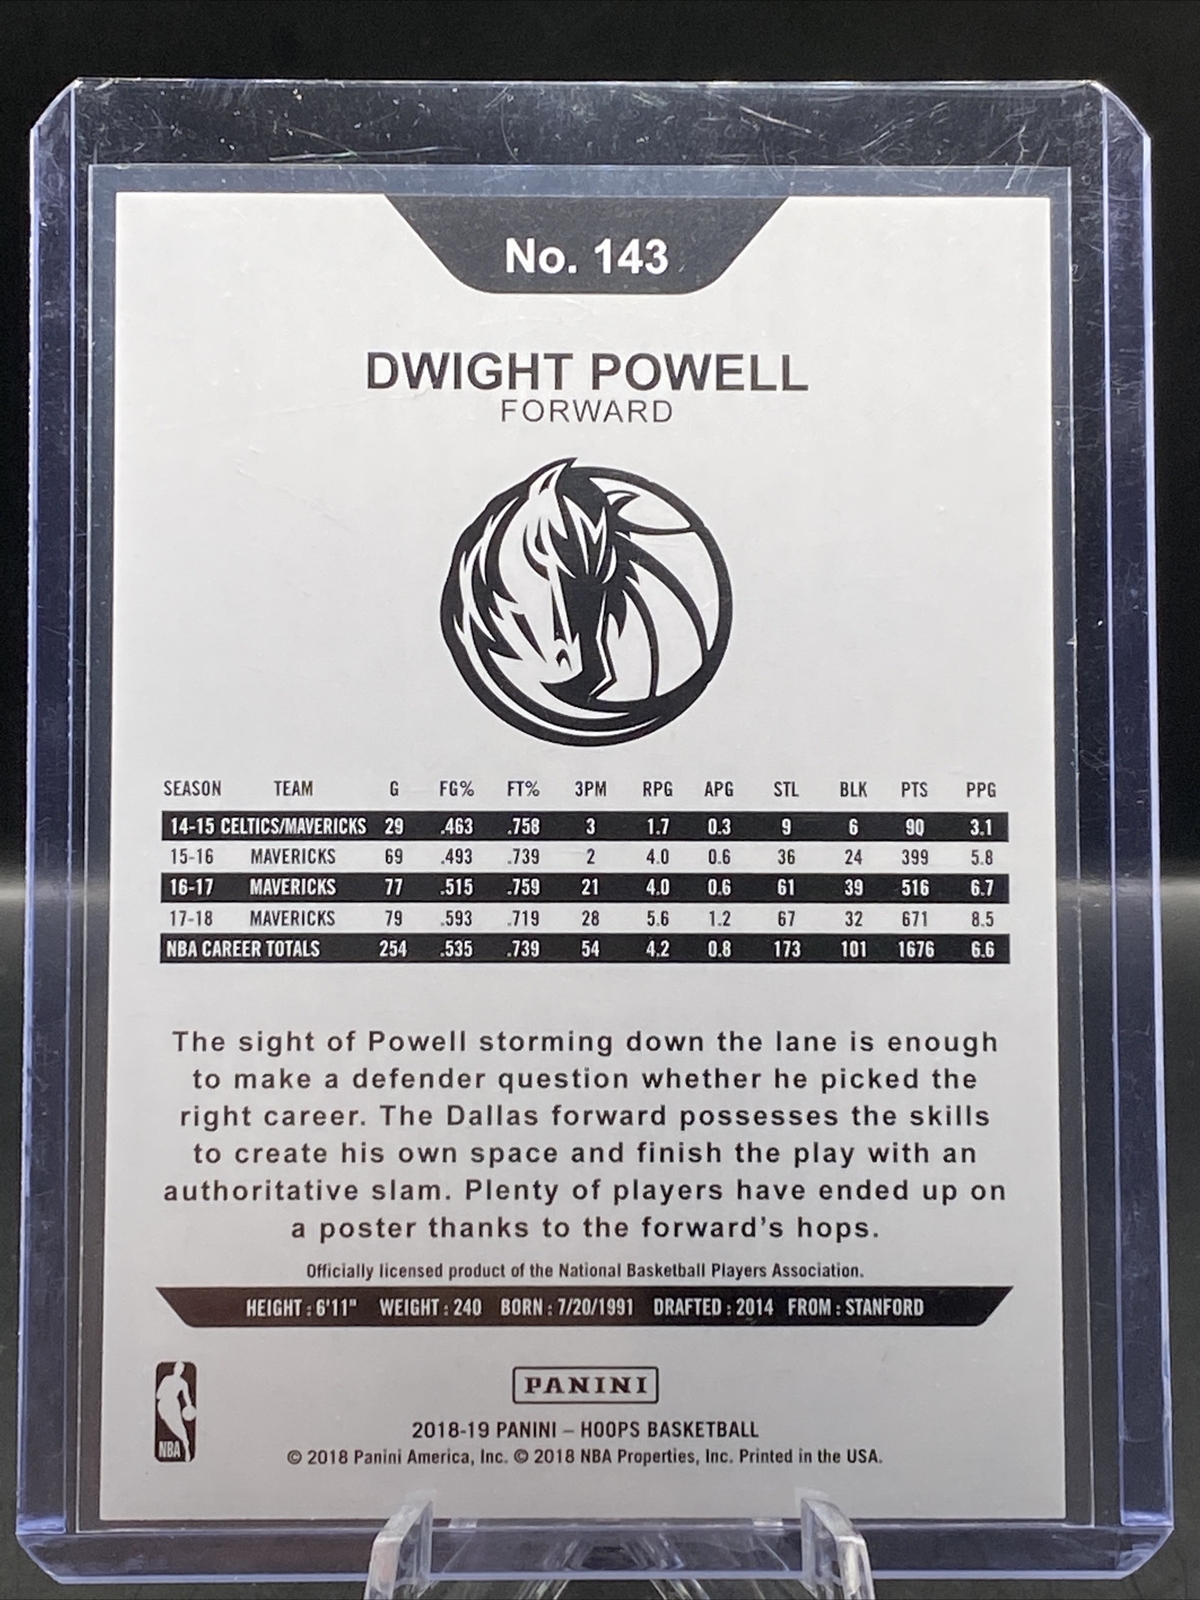 No. 143
DWIGHT POWELL
FORWARD
SEASON TEAM G FG% FT% 3PM RPG APG STL BLK PTS PPG
14-15 CELTICS/MAVERICKS 29 .463 .758 3 1.7 0.3 9 6 90 3.1
15-16 MAVERICKS 69 .493 .739 2 4.0 0.6 36 24 399 5.8
16-17 MAVERICKS 77 .515 .759 21 4.0 0.6 61 39 516 6.7
17-18 MAVERICKS 79 .593 .719 28 5.6 1.2 67 32 671 8.5
NBA CAREER TOTALS 254 .535 .739 54 4.2 0.8 173 101 1676 6.6
The sight of Powell storming down the lane is enough
to make a defender question whether he picked the
right career. The Dallas forward possesses the skills
to create his own space and finish the play with an
authoritative slam. Plenty of players have ended up on
a poster thanks to the forward's hops.
Officially licensed product of the National Basketball Players Association.
HEIGHT : 6'11" WEIGHT : 240 BORN : 7/20/1991 DRAFTED : 2014 FROM : STANFORD
NBA
PANINI
2018-19 PANINI – HOOPS BASKETBALL
© 2018 Panini America, Inc. © 2018 NBA Properties, Inc. Printed in the USA.